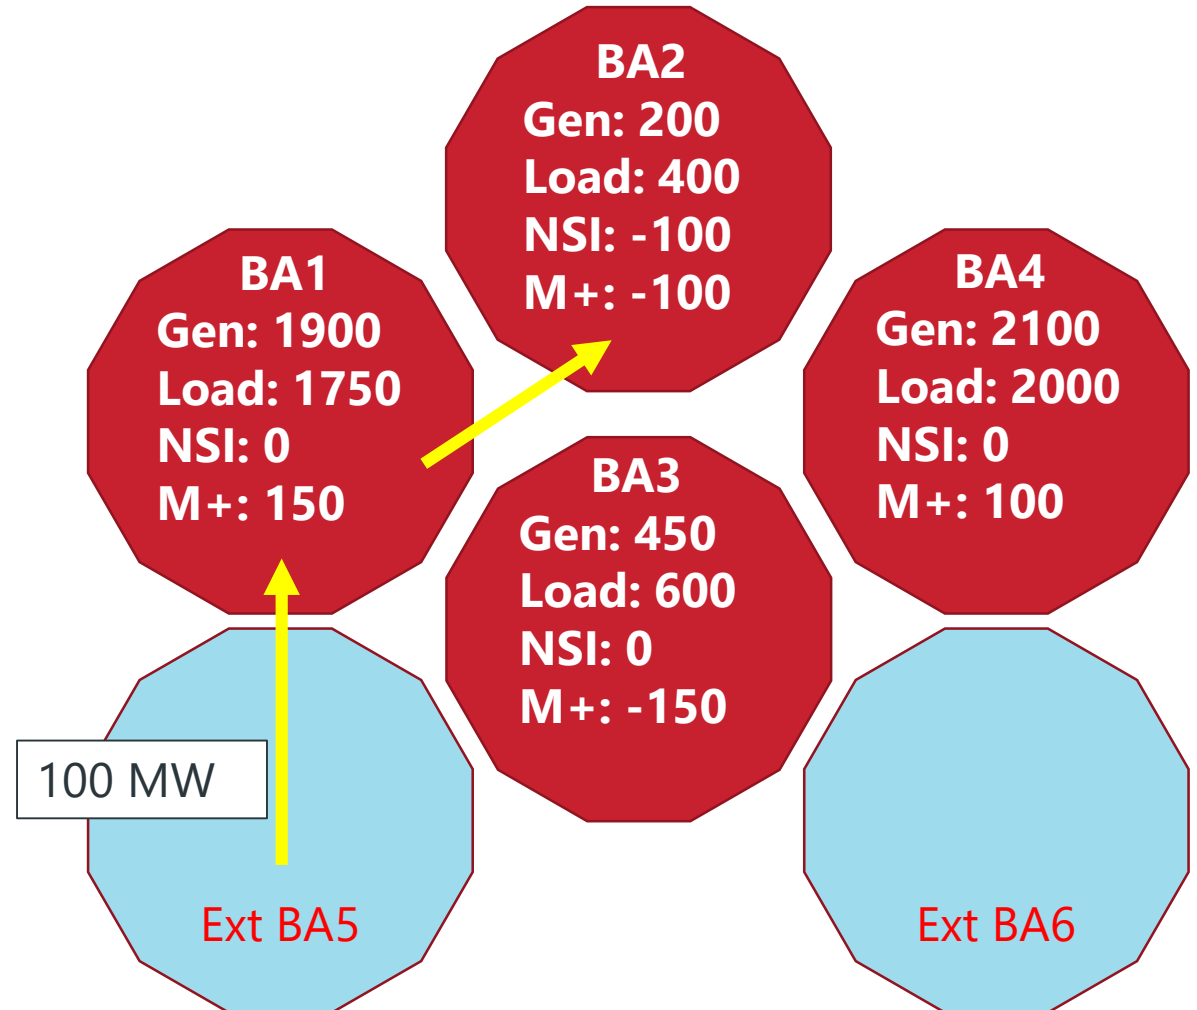 BA2
Gen: 200
Load: 400
NSI: -100
M+: -100
BA1
Gen: 1900
Load: 1750
NSI: 0
M+: 150
BA4
Gen: 2100
Load: 2000
NSI: 0
M+: 100
BA3
Gen: 450
Load: 600
NSI: 0
M+: -150
100 MW
Ext BA5
Ext BA6